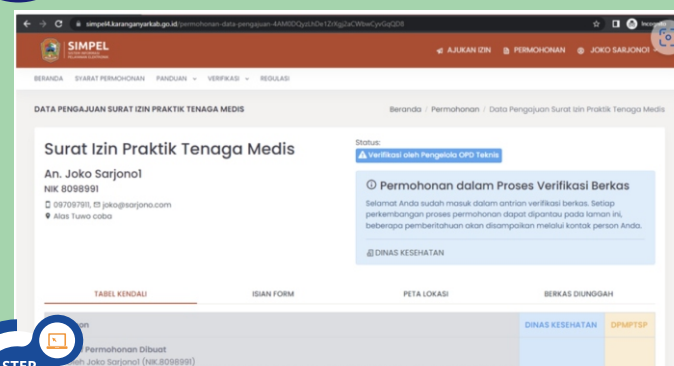 simpel4.karanganyarkab.go.id/permohonan-data-pengajuan-4AM0DQyzLhDe1ZrXgj2aCWbwCyvGqQD8
SIMPEL
AJUKAN IZIN PERMOHONAN JOKO SARJONO1
BERANDA SYARAT PERMOHONAN PANDUAN VERIFIKASI REGULASI
DATA PENGAJUAN SURAT IZIN PRAKTIK TENAGA MEDIS
Beranda / Permohonan / Data Pengajuan Surat Izin Praktik Tenaga Medis
Surat Izin Praktik Tenaga Medis
An. Joko Sarjono1
NIK 8098991
097097911, joko@sarjono.com
Alas Tuwo coba
Status:
Verifikasi oleh Pengelola OPD Teknis
Permohonan dalam Proses Verifikasi Berkas
Selamat Anda sudah masuk dalam antrian verifikasi berkas. Setiap
perkembangan proses permohonan dapat dipantau pada laman ini,
beberapa pemberitahuan akan disampaikan melalui kontak person Anda.
DINAS KESEHATAN
TABEL KENDALI ISIAN FORM PETA LOKASI BERKAS DIUNGGAH
DINAS KESEHATAN DPMPTSP
Permohonan Dibuat
oleh Joko Sarjono1 (NIK.8098991)
STEP